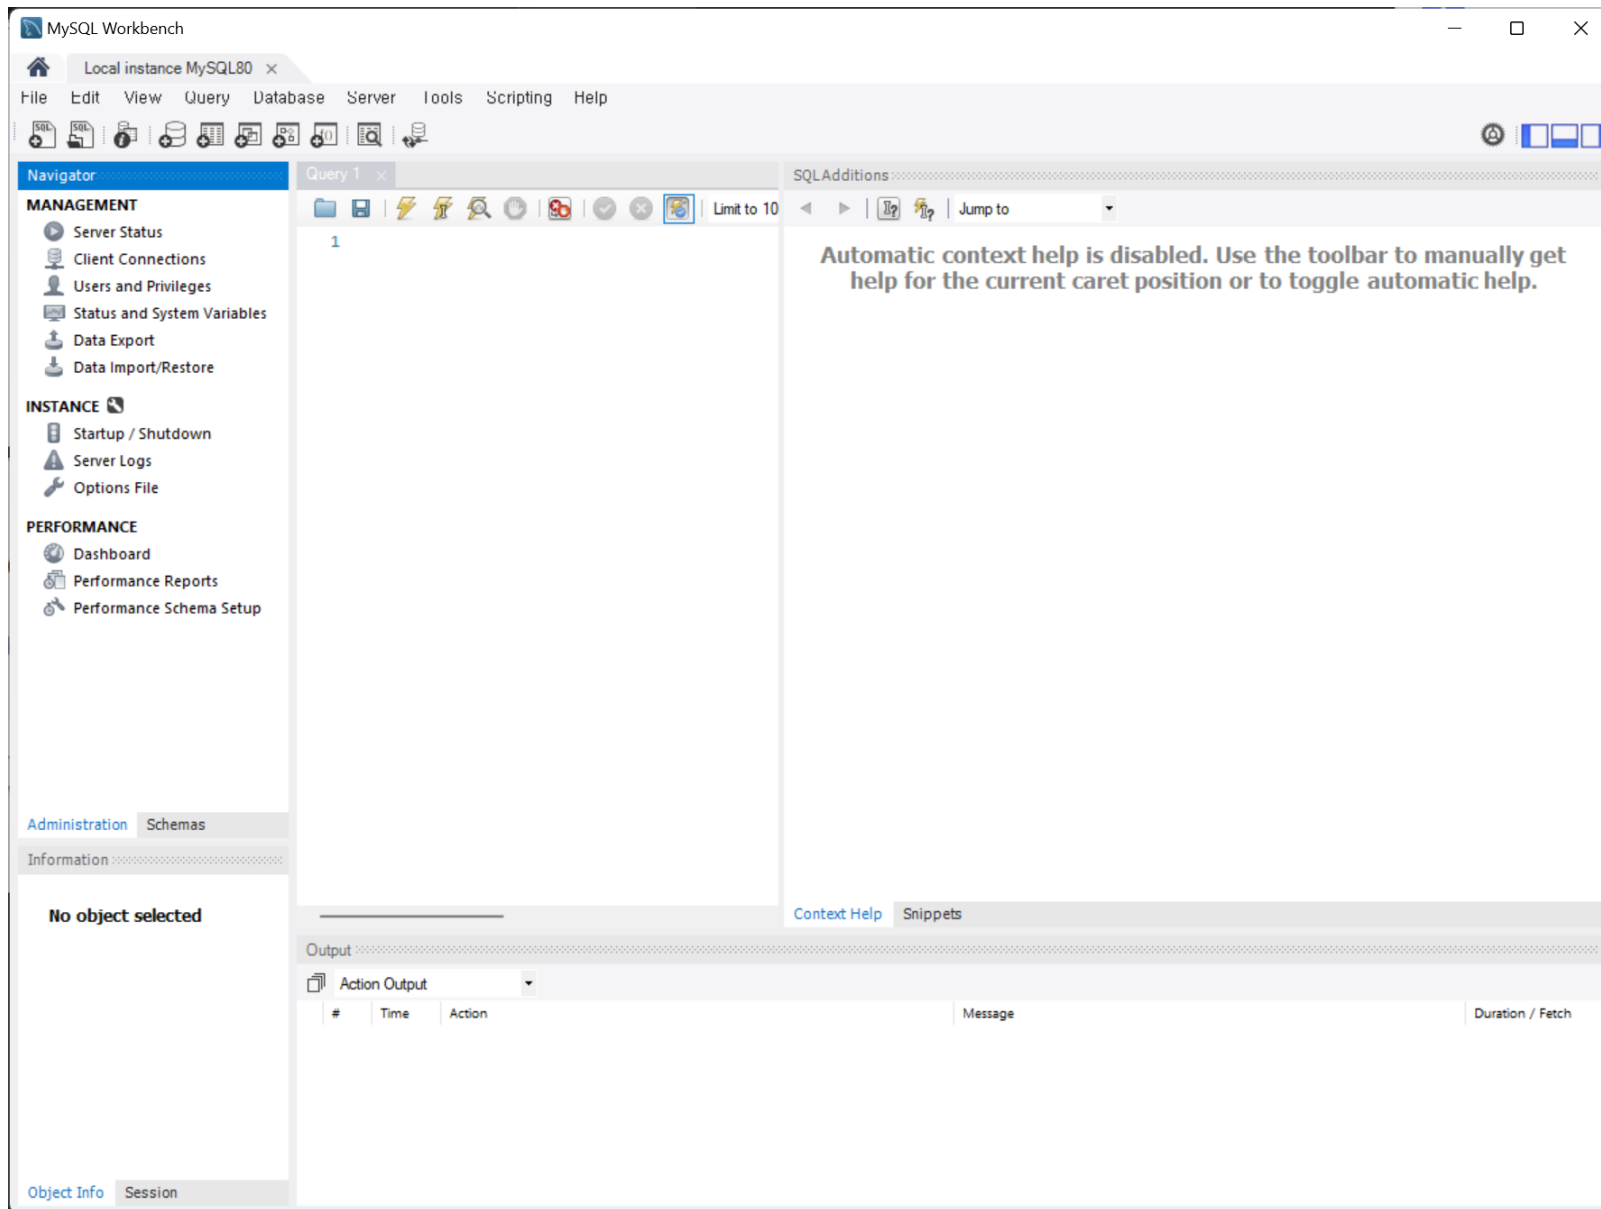 MySQL Workbench
Local instance MySQL80
File Edit View Query Database Server Tools Scripting Help
Navigator
MANAGEMENT
Server Status
Client Connections
Users and Privileges
Status and System Variables
Data Export
Data Import/Restore
INSTANCE
Startup / Shutdown
Server Logs
Options File
PERFORMANCE
Dashboard
Performance Reports
Performance Schema Setup
Administration Schemas
Information
No object selected
Object Info Session
Query 1
Limit to 10
1
SQLAdditions
Jump to
Automatic context help is disabled. Use the toolbar to manually get
help for the current caret position or to toggle automatic help.
Context Help Snippets
Output
Action Output
# Time Action Message Duration / Fetch